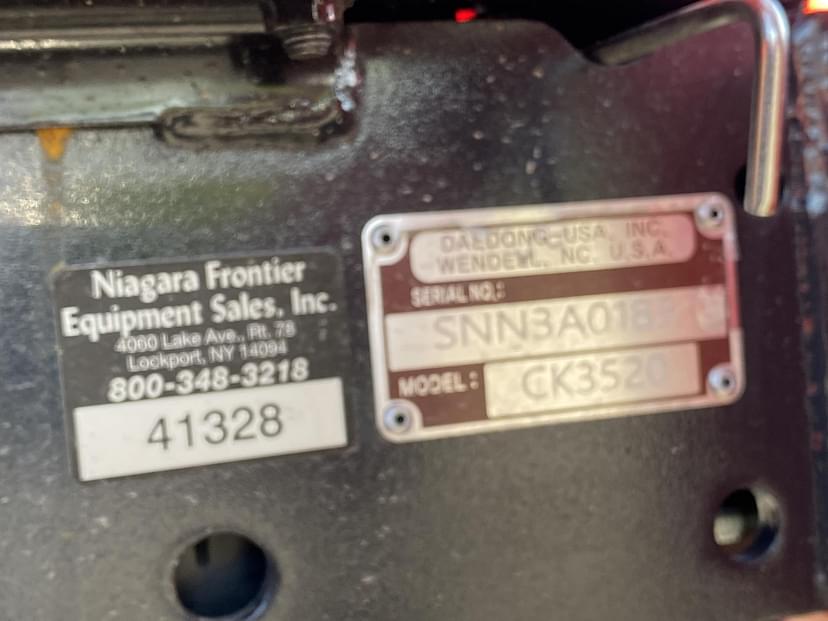 Niagara Frontier
Equipment Sales, Inc.
4060 Lake Ave., Rt. 78
Lockport, NY 14094
800-348-3218
41328
DAEDONG-USA, INC.
WENDELL, NC, U.S.A.
SERIAL NO.:
MODEL: CK3520